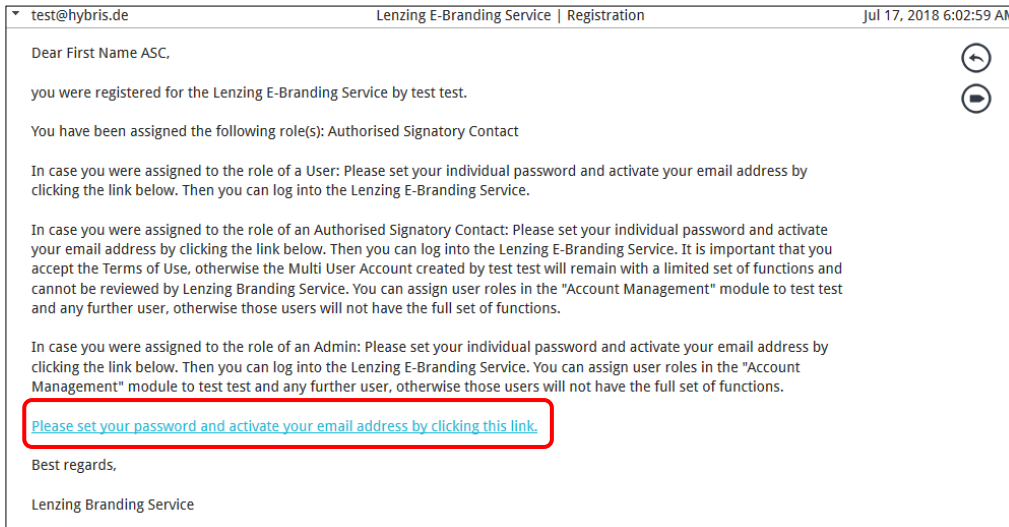 test@hybris.de Lenzing E-Branding Service | Registration Jul 17, 2018 6:02:59 AM
Dear First Name ASC,
you were registered for the Lenzing E-Branding Service by test test.
You have been assigned the following role(s): Authorised Signatory Contact
In case you were assigned to the role of a User: Please set your individual password and activate your email address by
clicking the link below. Then you can log into the Lenzing E-Branding Service.
In case you were assigned to the role of an Authorised Signatory Contact: Please set your individual password and activate
your email address by clicking the link below. Then you can log into the Lenzing E-Branding Service. It is important that you
accept the Terms of Use, otherwise the Multi User Account created by test test will remain with a limited set of functions and
cannot be reviewed by Lenzing Branding Service. You can assign user roles in the "Account Management" module to test test
and any further user, otherwise those users will not have the full set of functions.
In case you were assigned to the role of an Admin: Please set your individual password and activate your email address by
clicking the link below. Then you can log into the Lenzing E-Branding Service. You can assign user roles in the "Account
Management" module to test test and any further user, otherwise those users will not have the full set of functions.
Please set your password and activate your email address by clicking this link.
Best regards,
Lenzing Branding Service